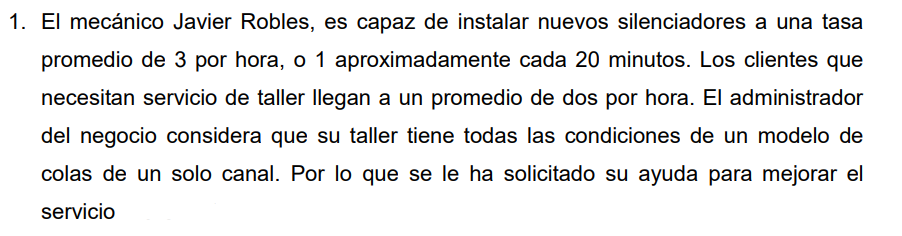 1. El mecánico Javier Robles, es capaz de instalar nuevos silenciadores a una tasa
promedio de 3 por hora, o 1 aproximadamente cada 20 minutos. Los clientes que
necesitan servicio de taller llegan a un promedio de dos por hora. El administrador
del negocio considera que su taller tiene todas las condiciones de un modelo de
colas de un solo canal. Por lo que se le ha solicitado su ayuda para mejorar el
servicio